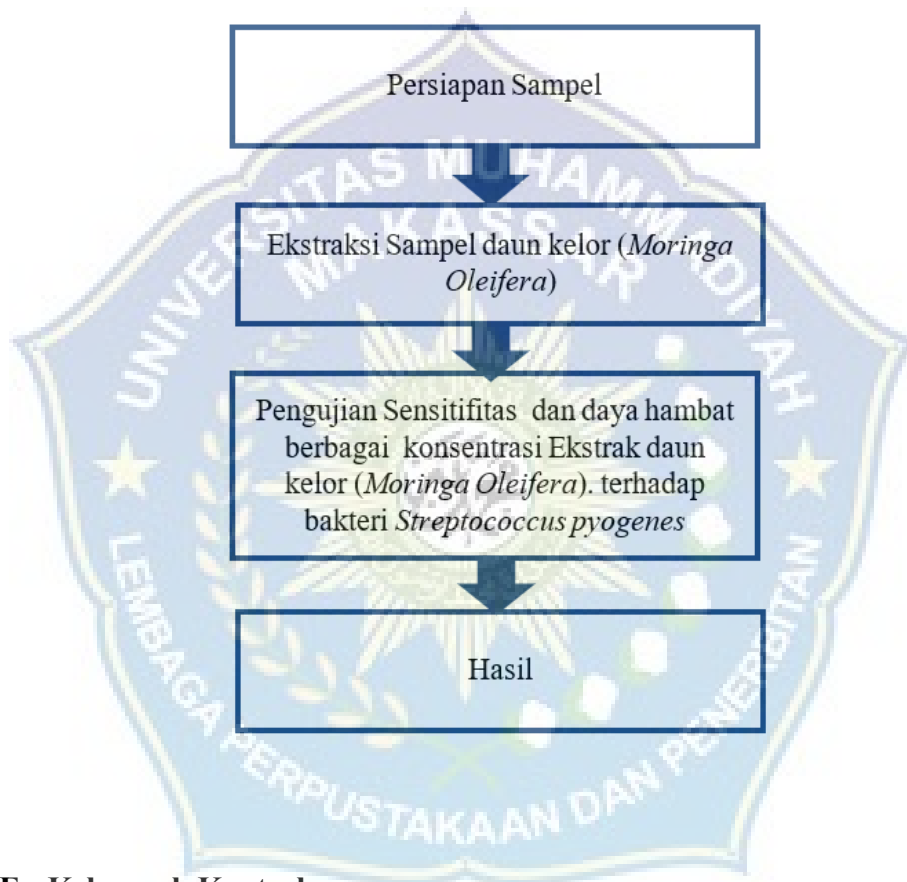 Persiapan Sampel
UNIVERSITAS MUHAMMADIYAH
MAKASSAR
Ekstraksi Sampel daun kelor (Moringa
Oleifera)
Pengujian Sensitifitas dan daya hambat
berbagai konsentrasi Ekstrak daun
kelor (Moringa Oleifera). terhadap
bakteri Streptococcus pyogenes
Hasil
LEMBAGA PERPUSTAKAAN DAN PENERBITAN